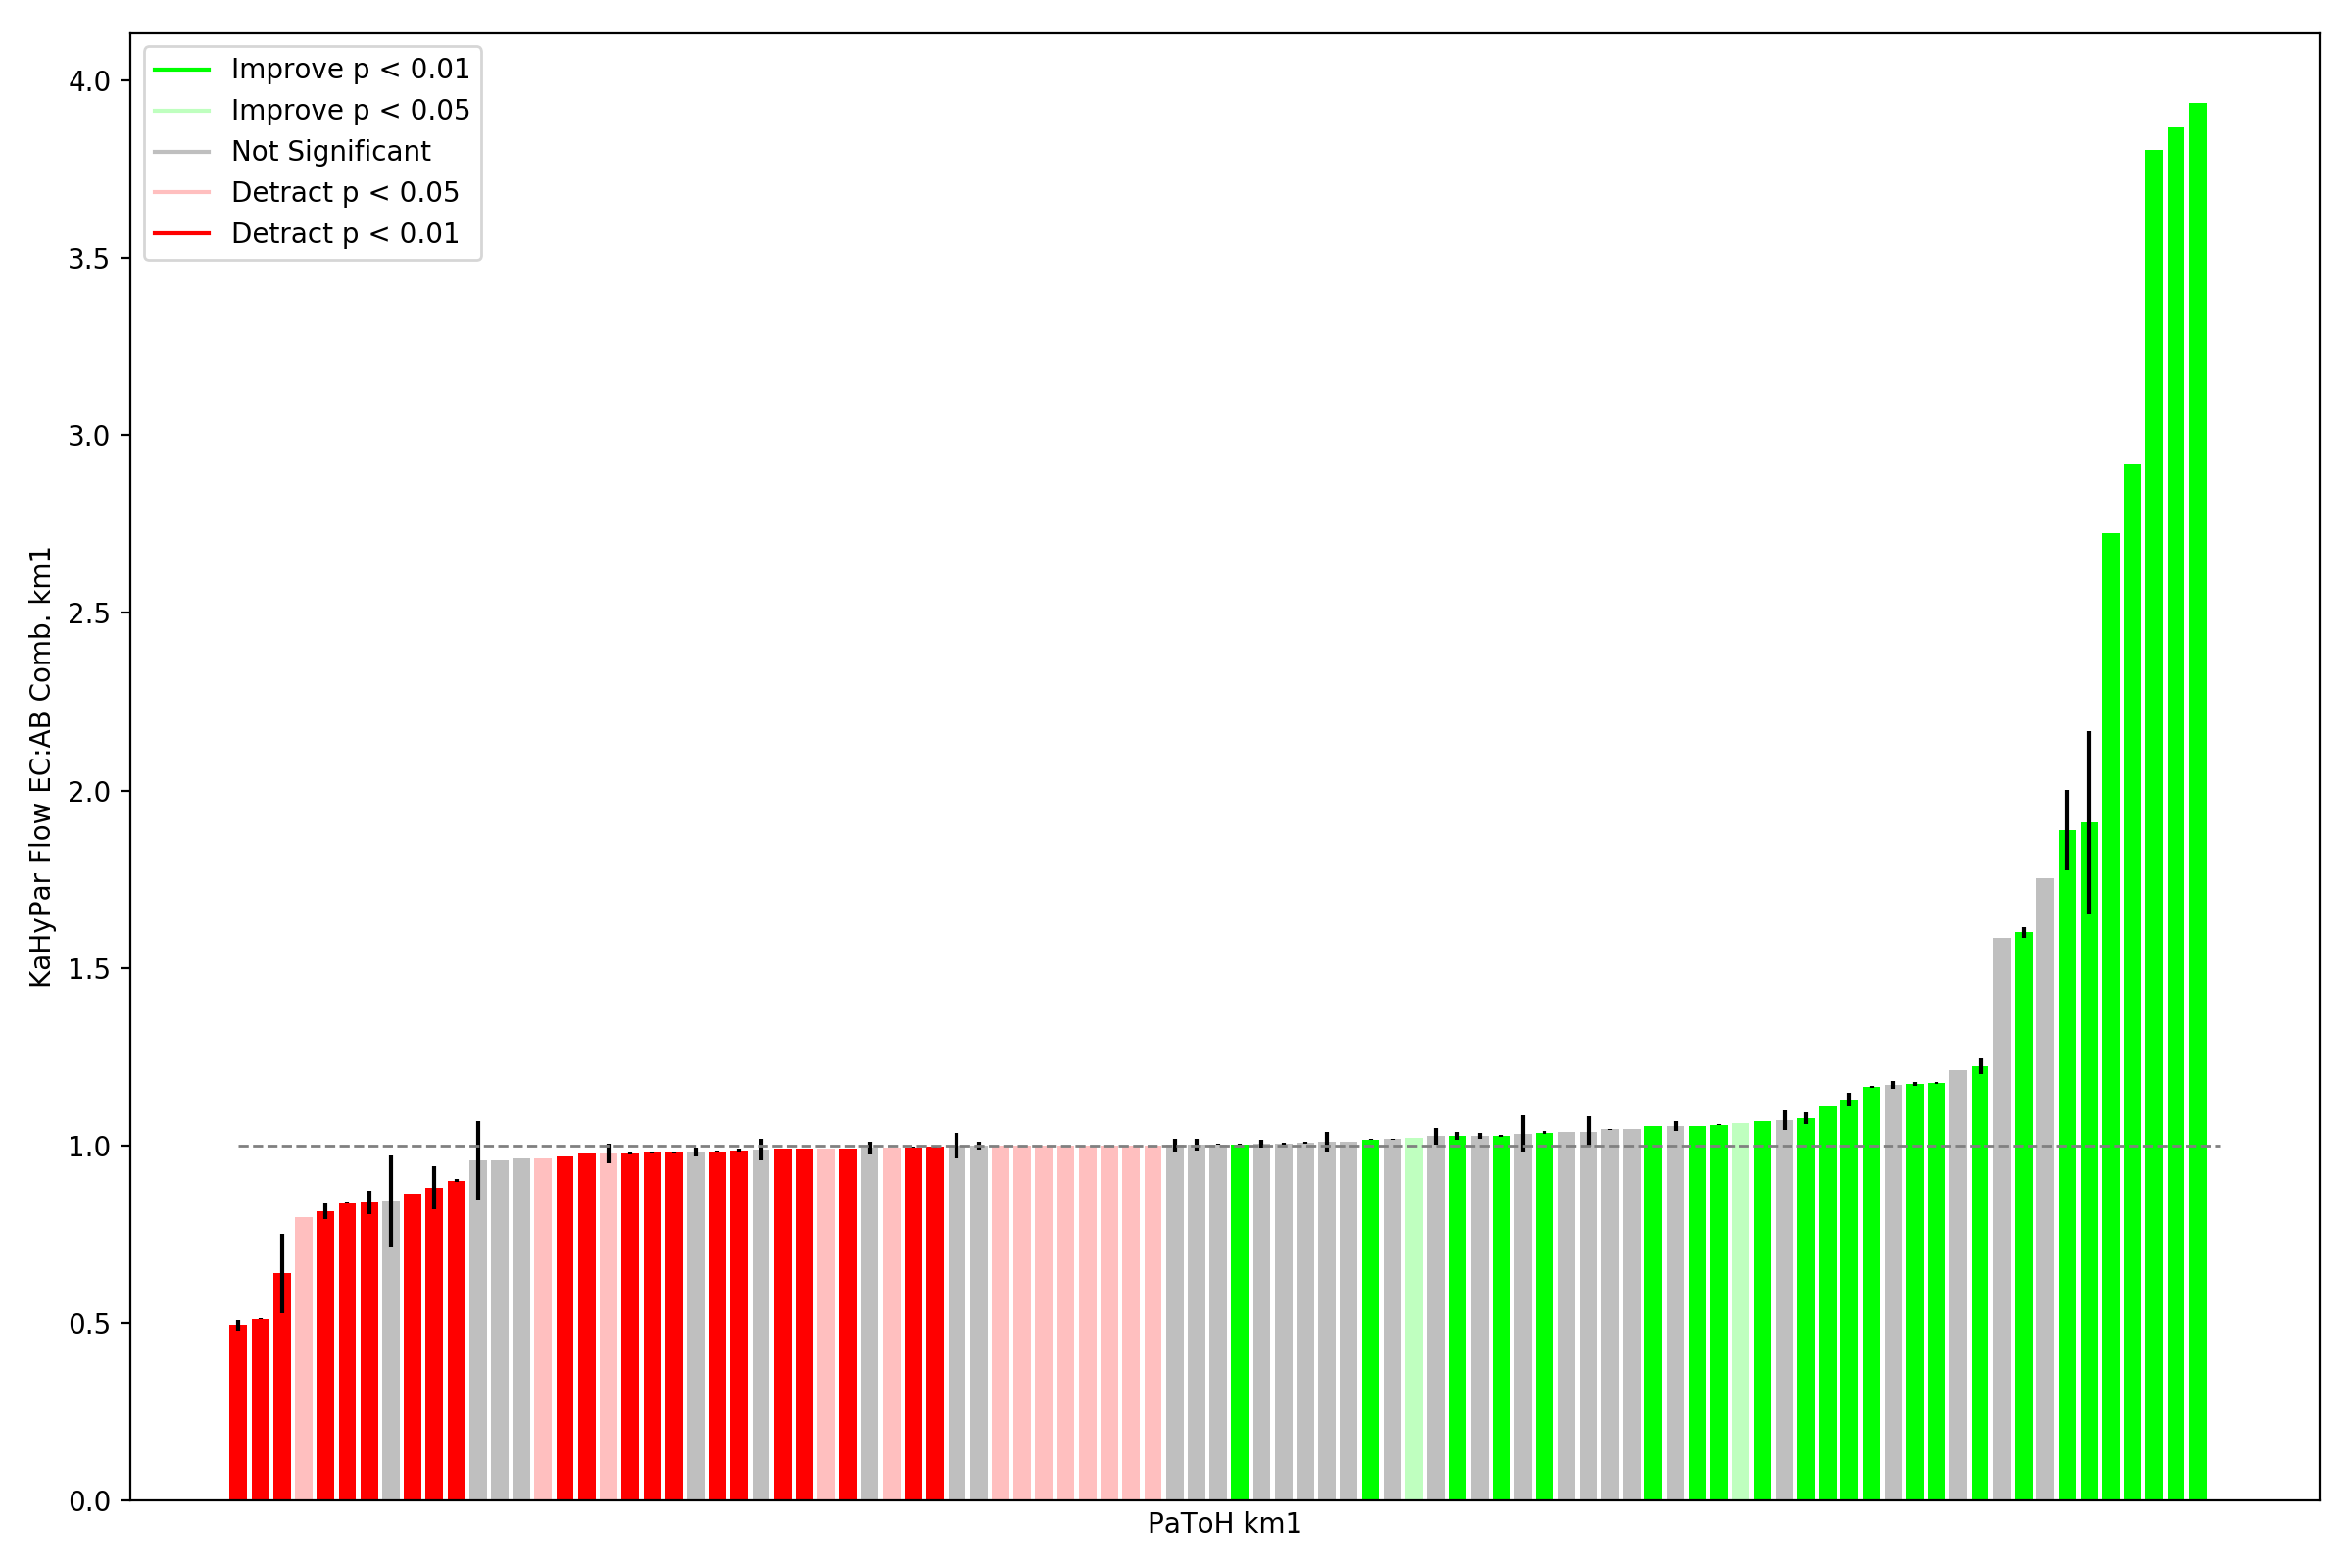 Improve p < 0.01
Improve p < 0.05
Not Significant
Detract p < 0.05
Detract p < 0.01
4.0
3.5
3.0
2.5
2.0
1.5
1.0
0.5
0.0
KaHyPar Flow EC:AB Comb. km1
PaToH km1